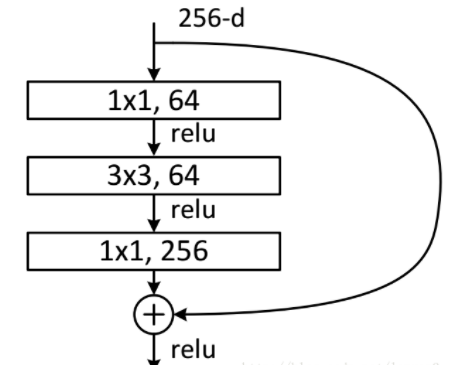 256-d
1x1, 64
relu
3x3, 64
relu
1x1, 256
+
relu